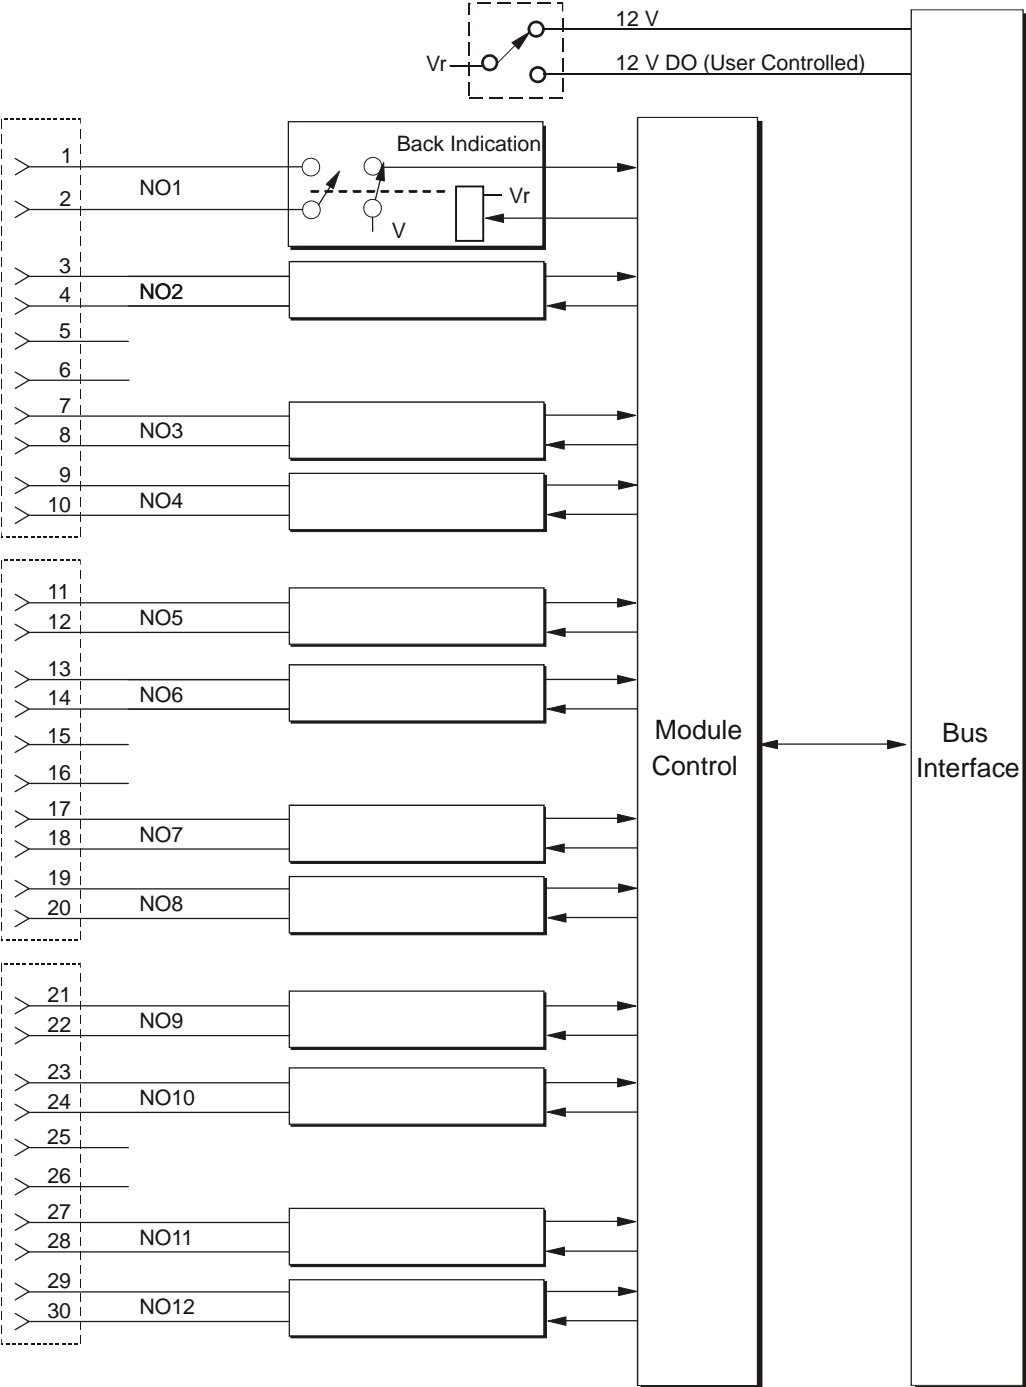 12 V
Vr
12 V DO (User Controlled)
Back Indication
1
NO1
2
Vr
V
3
NO2
4
5
6
7
NO3
8
9
NO4
10
11
NO5
12
13
NO6
14
15
16
17
NO7
18
19
NO8
20
Module
Control
Bus
Interface
21
NO9
22
23
NO10
24
25
26
27
NO11
28
29
NO12
30